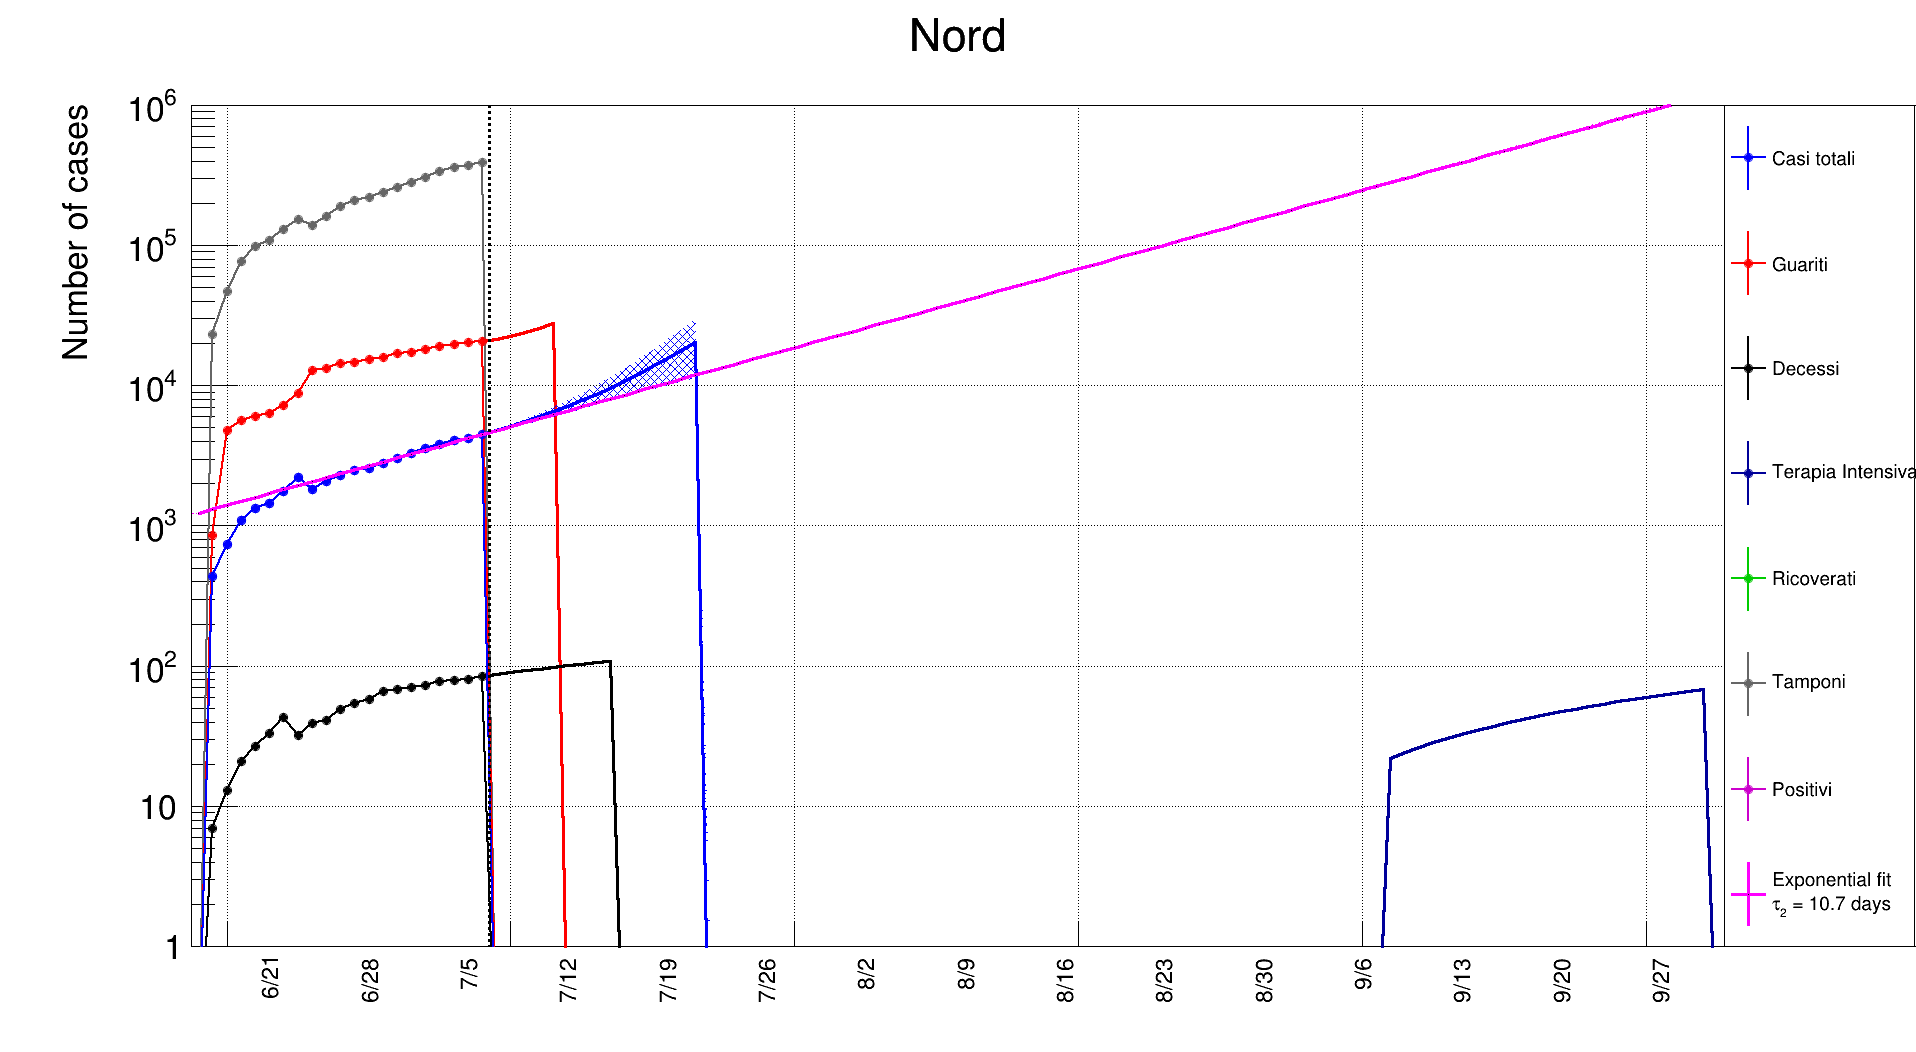 Nord
Number of cases
10^6
10^5
10^4
10^3
10^2
10
1
6/21
6/28
7/5
7/12
7/19
7/26
8/2
8/9
8/16
8/23
8/30
9/6
9/13
9/20
9/27
Casi totali
Guariti
Decessi
Terapia Intensiva
Ricoverati
Tamponi
Positivi
Exponential fit
τ_2 = 10.7 days